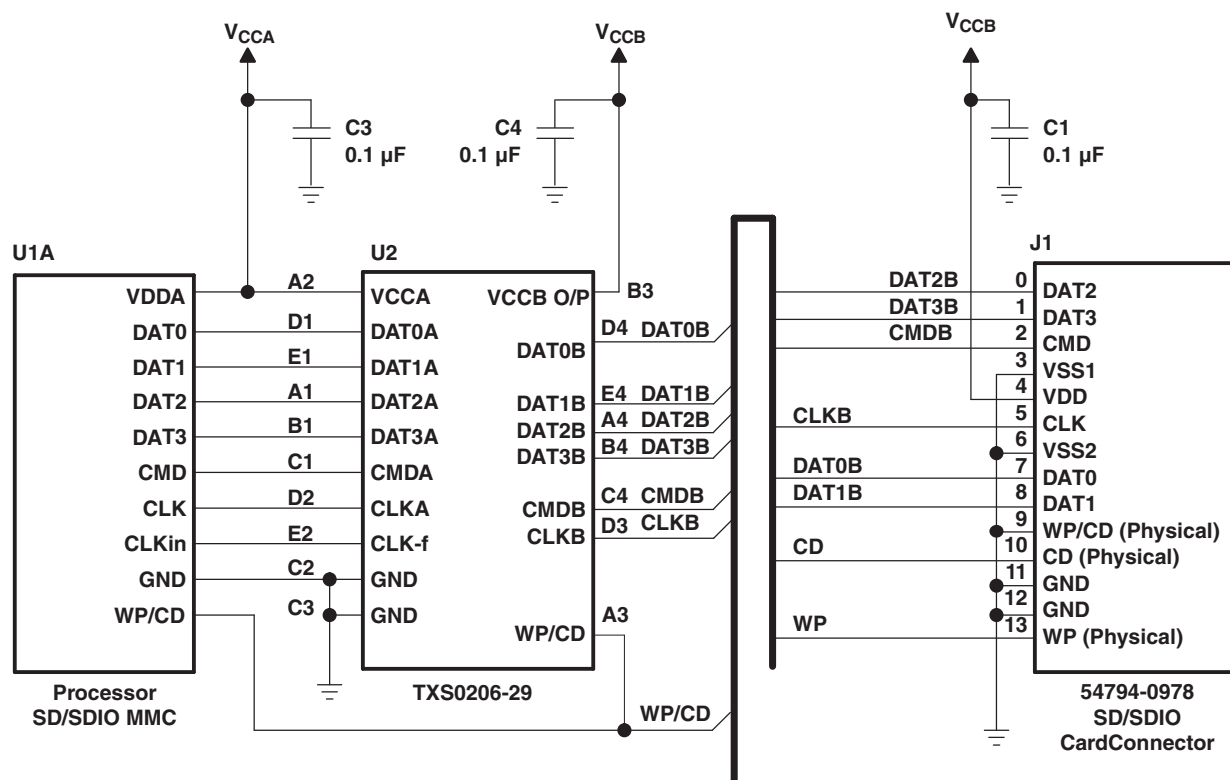 VCCA
VCCB
VCCB
C3
0.1 µF
C4
0.1 µF
C1
0.1 µF
U1A
U2
J1
VDDA
A2
VCCA
VCCB O/P
B3
DAT0
D1
DAT0A
DAT0B
D4 DAT0B
DAT1
E1
DAT1A
DAT1B
E4 DAT1B
DAT2
A1
DAT2A
DAT2B
A4 DAT2B
DAT3
B1
DAT3A
DAT3B
B4 DAT3B
CMD
C1
CMDA
CMDB
C4 CMDB
CLK
D2
CLKA
CLKB
D3 CLKB
CLKin
E2
CLK-f
GND
C2
GND
C3
GND
WP/CD
WP/CD
A3
WP/CD
DAT2B
0
DAT2
DAT3B
1
DAT3
CMDB
2
CMD
3
VSS1
4
VDD
CLKB
5
CLK
6
VSS2
DAT0B
7
DAT0
DAT1B
8
DAT1
9
WP/CD (Physical)
CD
10
CD (Physical)
11
GND
12
GND
WP
13
WP (Physical)
Processor
SD/SDIO MMC
TXS0206-29
54794-0978
SD/SDIO
CardConnector